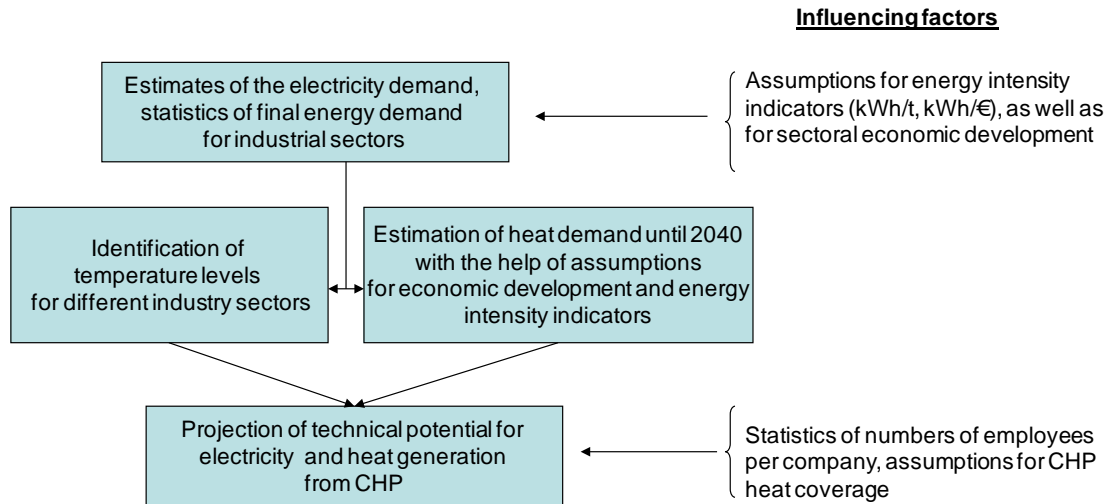 Influencing factors
Estimates of the electricity demand,
statistics of final energy demand
for industrial sectors
Assumptions for energy intensity
indicators (kWh/t, kWh/€), as well as
for sectoral economic development
Identification of
temperature levels
for different industry sectors
Estimation of heat demand until 2040
with the help of assumptions
for economic development and energy
intensity indicators
Projection of technical potential for
electricity and heat generation
from CHP
Statistics of numbers of employees
per company, assumptions for CHP
heat coverage